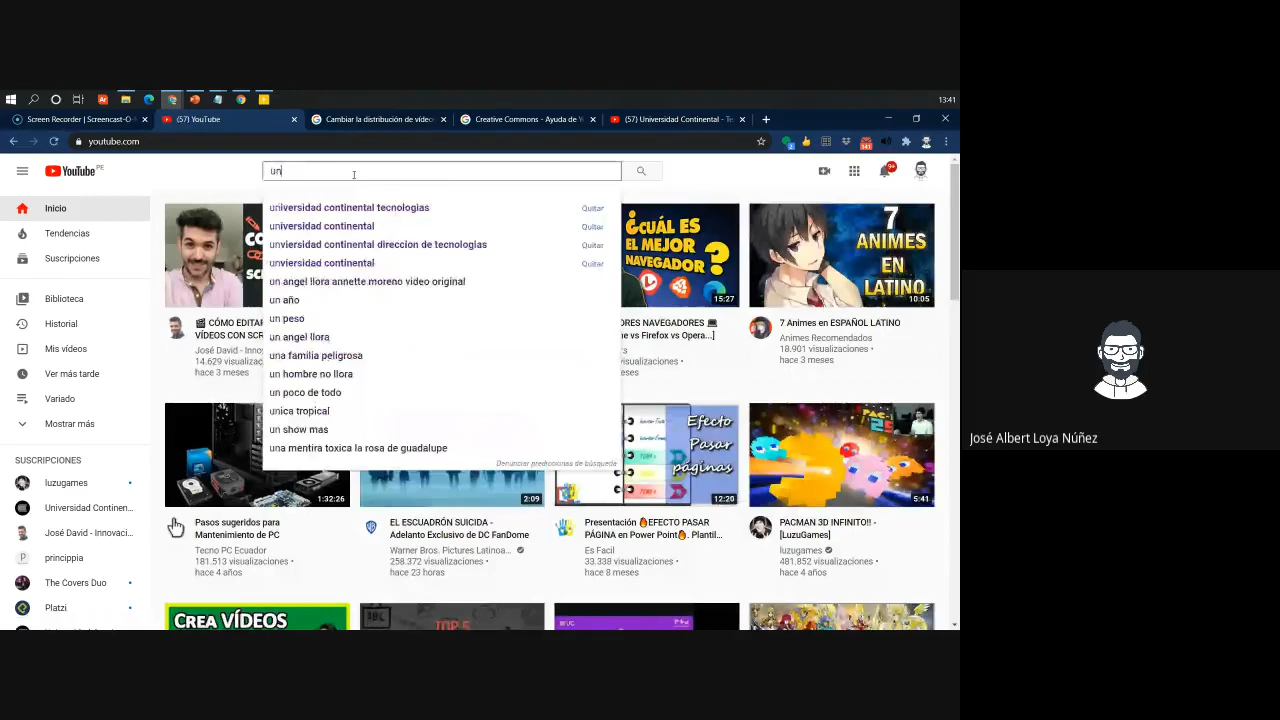 13:41
Screen Recorder | Screencast-O-M
(57) YouTube
Cambiar la distribución de vídeo
Creative Commons - Ayuda de Y
(57) Universidad Continental - Te
youtube.com
YouTube PE
un
9+
universidad continental tecnologias Quitar
universidad continental Quitar
unviersidad continental direccion de tecnologias Quitar
unviersidad continental Quitar
un angel llora annette moreno video original
un año
un peso
un angel llora
una familia peligrosa
un hombre no llora
un poco de todo
unica tropical
un show mas
una mentira toxica la rosa de guadalupe
Denunciar predicciones de búsqueda
Inicio
Tendencias
Suscripciones
Biblioteca
Historial
Mis vídeos
Ver más tarde
Variado
Mostrar más
SUSCRIPCIONES
luzugames
Universidad Continen...
José David - Innovaci...
princippia
The Covers Duo
Platzi
¿CUÁL ES
EL MEJOR
NAVEGADOR?
15:27
7
ANIMES
EN
LATINO
10:05
CÓMO EDITAR
VÍDEOS CON SCR
José David - Innov
14.629 visualizac
hace 3 meses
ORES NAVEGADORES
e vs Firefox vs Opera...]
hace 3 meses
7 Animes en ESPAÑOL LATINO
Animes Recomendados
18.901 visualizaciones •
hace 3 meses
1:32:26
2:09
Efecto
Pasar
páginas
12:20
5:41
Pasos sugeridos para
Mantenimiento de PC
Tecno PC Ecuador
181.513 visualizaciones •
hace 4 años
EL ESCUADRÓN SUICIDA -
Adelanto Exclusivo de DC FanDome
Warner Bros. Pictures Latinoa...
258.372 visualizaciones •
hace 23 horas
Presentación EFECTO PASAR
PÁGINA en Power Point. Plantil...
Es Facil
33.338 visualizaciones •
hace 8 meses
PACMAN 3D INFINITO!! -
[LuzuGames]
luzugames
481.852 visualizaciones •
hace 4 años
CREA VÍDEOS
TOP 5
José Albert Loya Núñez